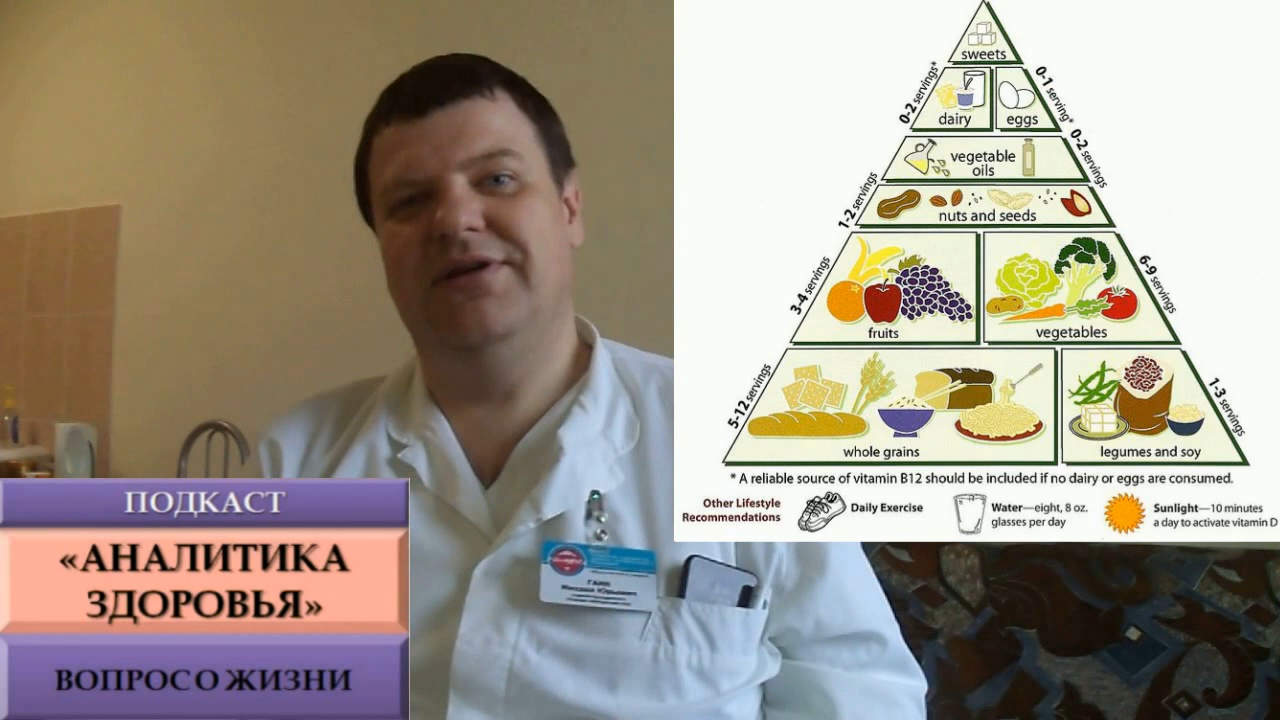 ПОДКАСТ
«АНАЛИТИКА
ЗДОРОВЬЯ»
ВОПРОС О ЖИЗНИ
ГАИН
Михаил Юрьевич
sweets
0-2 servings*
dairy
eggs
0-1 serving*
vegetable
oils
0-2 servings
1-2 servings
nuts and seeds
3-4 servings
fruits
vegetables
6-9 servings
5-12 servings
whole grains
legumes and soy
1-3 servings
* A reliable source of vitamin B12 should be included if no dairy or eggs are consumed.
Other Lifestyle
Recommendations
Daily Exercise
Water—eight, 8 oz.
glasses per day
Sunlight—10 minutes
a day to activate vitamin D